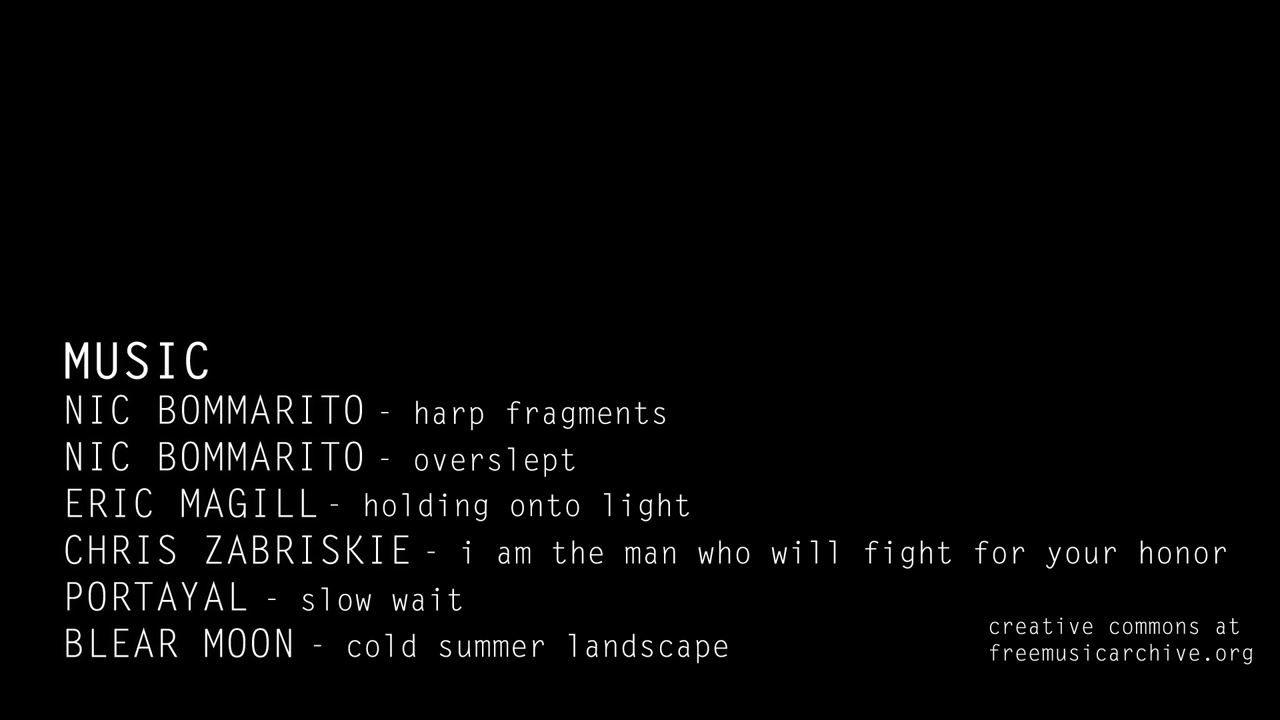 MUSIC
NIC BOMMARITO - harp fragments
NIC BOMMARITO - overslept
ERIC MAGILL - holding onto light
CHRIS ZABRISKIE - i am the man who will fight for your honor
PORTAYAL - slow wait
BLEAR MOON - cold summer landscape
creative commons at
freemusicarchive.org